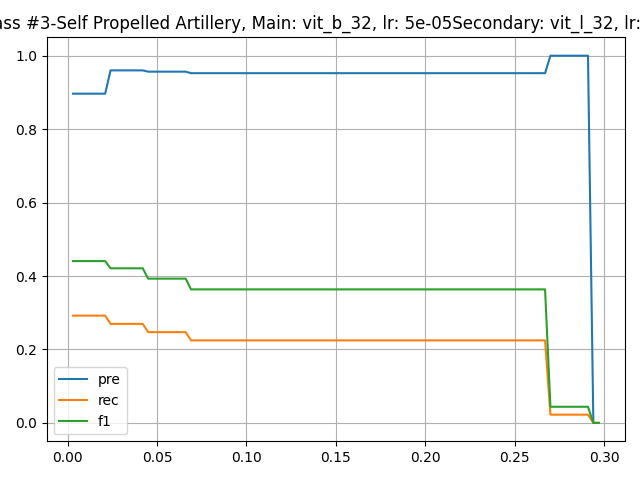 ass #3-Self Propelled Artillery, Main: vit_b_32, lr: 5e-05Secondary: vit_l_32, lr:
1.0
0.8
0.6
0.4
0.2
0.0
pre
rec
f1
0.00 0.05 0.10 0.15 0.20 0.25 0.30